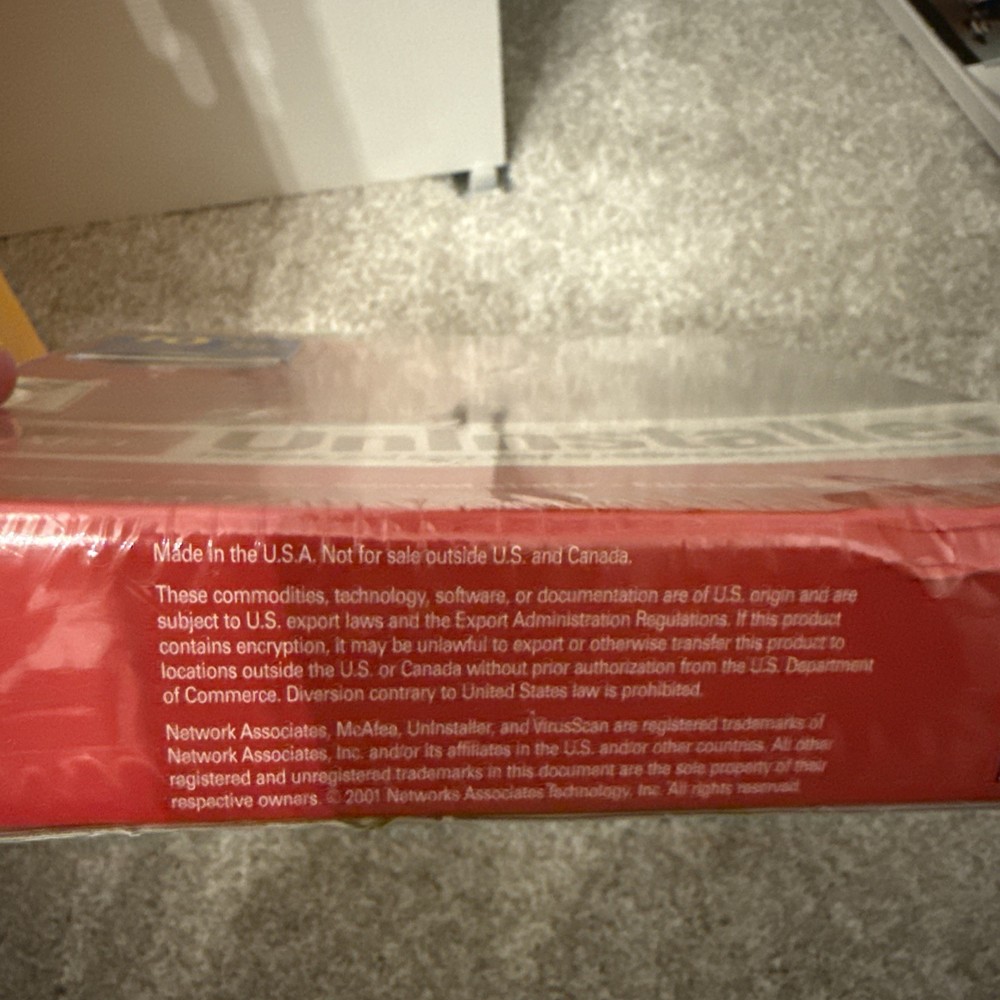 UnInstaller
Made in the U.S.A. Not for sale outside U.S. and Canada.
These commodities, technology, software, or documentation are of U.S. origin and are
subject to U.S. export laws and the Export Administration Regulations. If this product
contains encryption, it may be unlawful to export or otherwise transfer this product to
locations outside the U.S. or Canada without prior authorization from the U.S. Department
of Commerce. Diversion contrary to United States law is prohibited.
Network Associates, McAfee, UnInstaller, and VirusScan are registered trademarks of
Network Associates, Inc. and/or its affiliates in the U.S. and/or other countries. All other
registered and unregistered trademarks in this document are the sole property of their
respective owners. © 2001 Networks Associates Technology, Inc. All rights reserved.